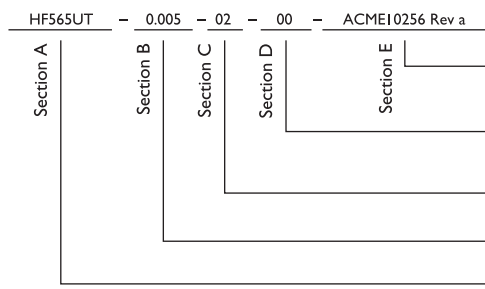 HF565UT - 0.005 - 02 - 00 - ACME10256 Rev a
Section A
Section B
Section C
Section D
Section E